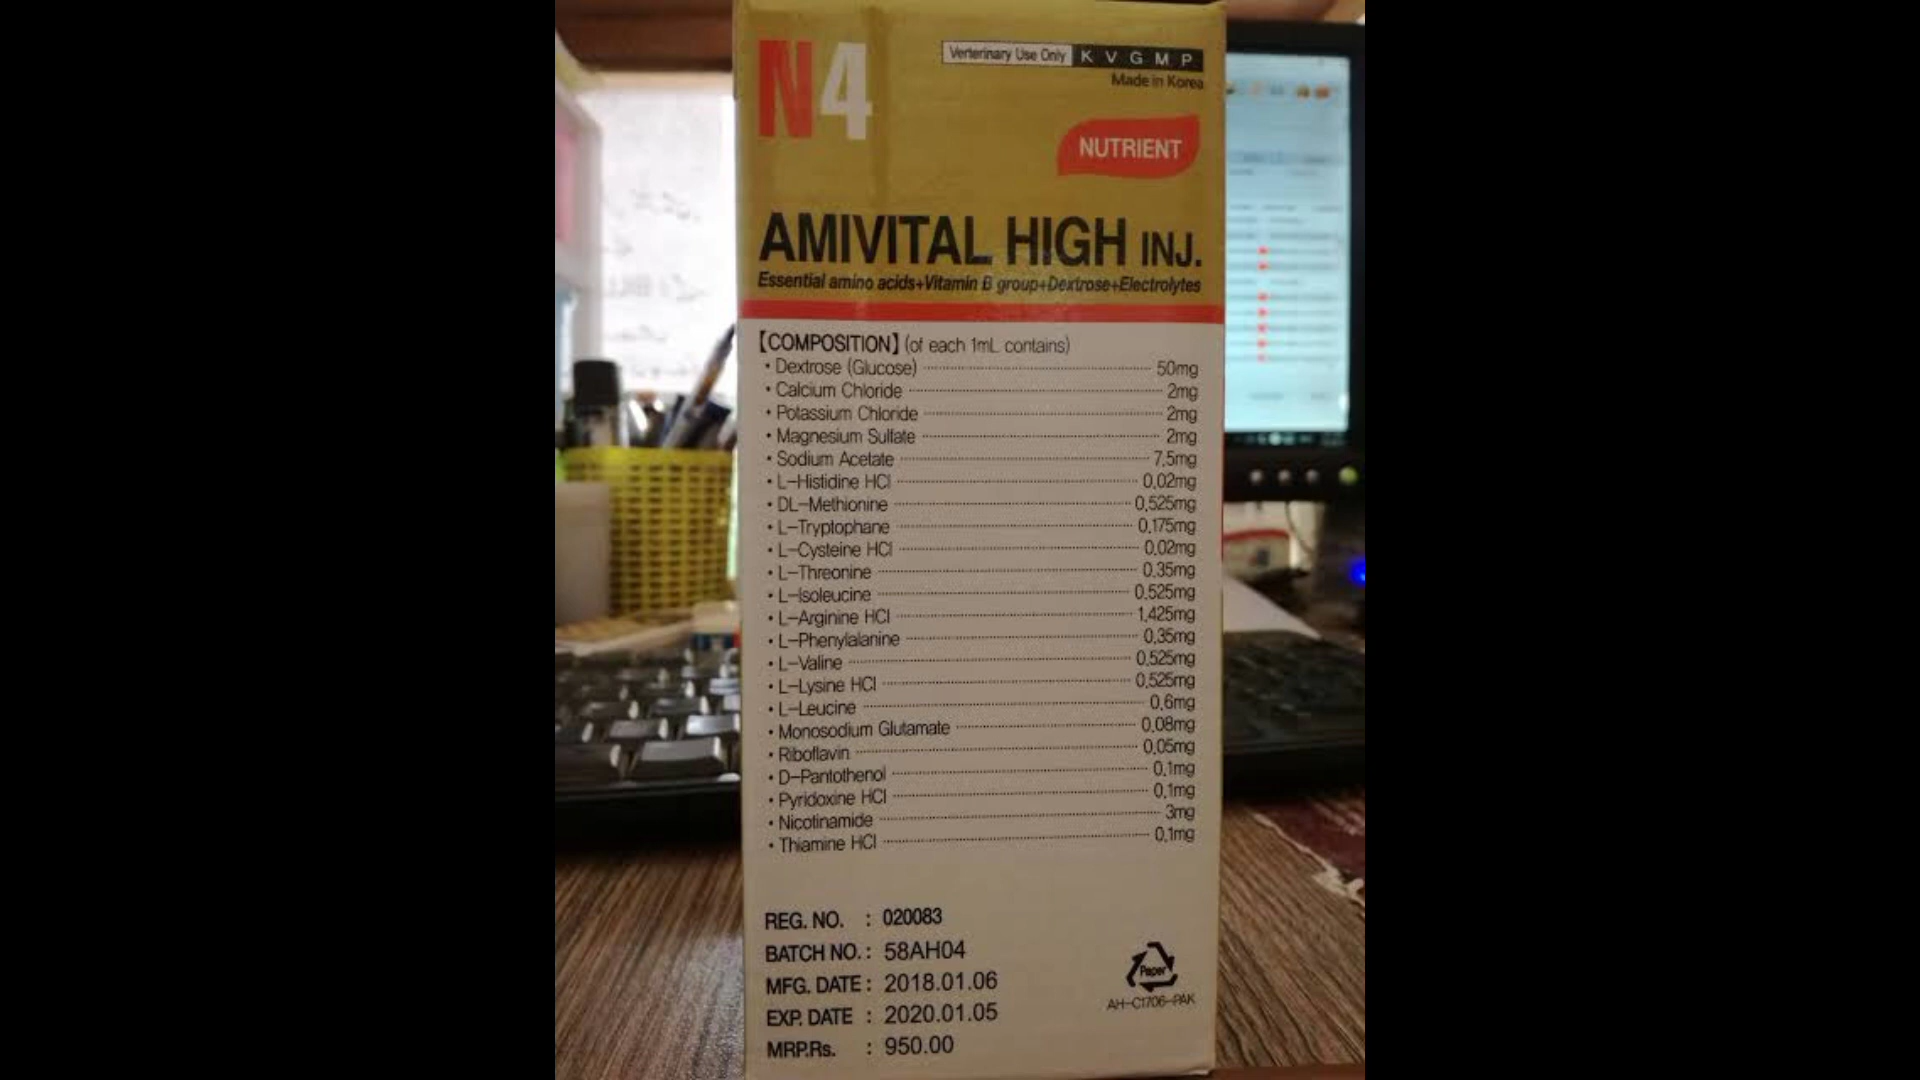 N4
Verterinary Use Only K V G M P
Made in Korea
NUTRIENT
AMIVITAL HIGH INJ.
Essential amino acids+Vitamin B group+Dextrose+Electrolytes
【COMPOSITION】 (of each 1mL contains)
• Dextrose (Glucose) 50mg
• Calcium Chloride 2mg
• Potassium Chloride 2mg
• Magnesium Sulfate 2mg
• Sodium Acetate 7.5mg
• L-Histidine HCl 0.02mg
• DL-Methionine 0.525mg
• L-Tryptophane 0.175mg
• L-Cysteine HCl 0.02mg
• L-Threonine 0.35mg
• L-Isoleucine 0.525mg
• L-Arginine HCl 1.425mg
• L-Phenylalanine 0.35mg
• L-Valine 0.525mg
• L-Lysine HCl 0.525mg
• L-Leucine 0.6mg
• Monosodium Glutamate 0.08mg
• Riboflavin 0.05mg
• D-Pantothenol 0.1mg
• Pyridoxine HCl 0.1mg
• Nicotinamide 3mg
• Thiamine HCl 0.1mg
REG. NO. : 020083
BATCH NO. : 58AH04
MFG. DATE : 2018.01.06
EXP. DATE : 2020.01.05
MRP.Rs. : 950.00
Paper
AH-C1706-PAK